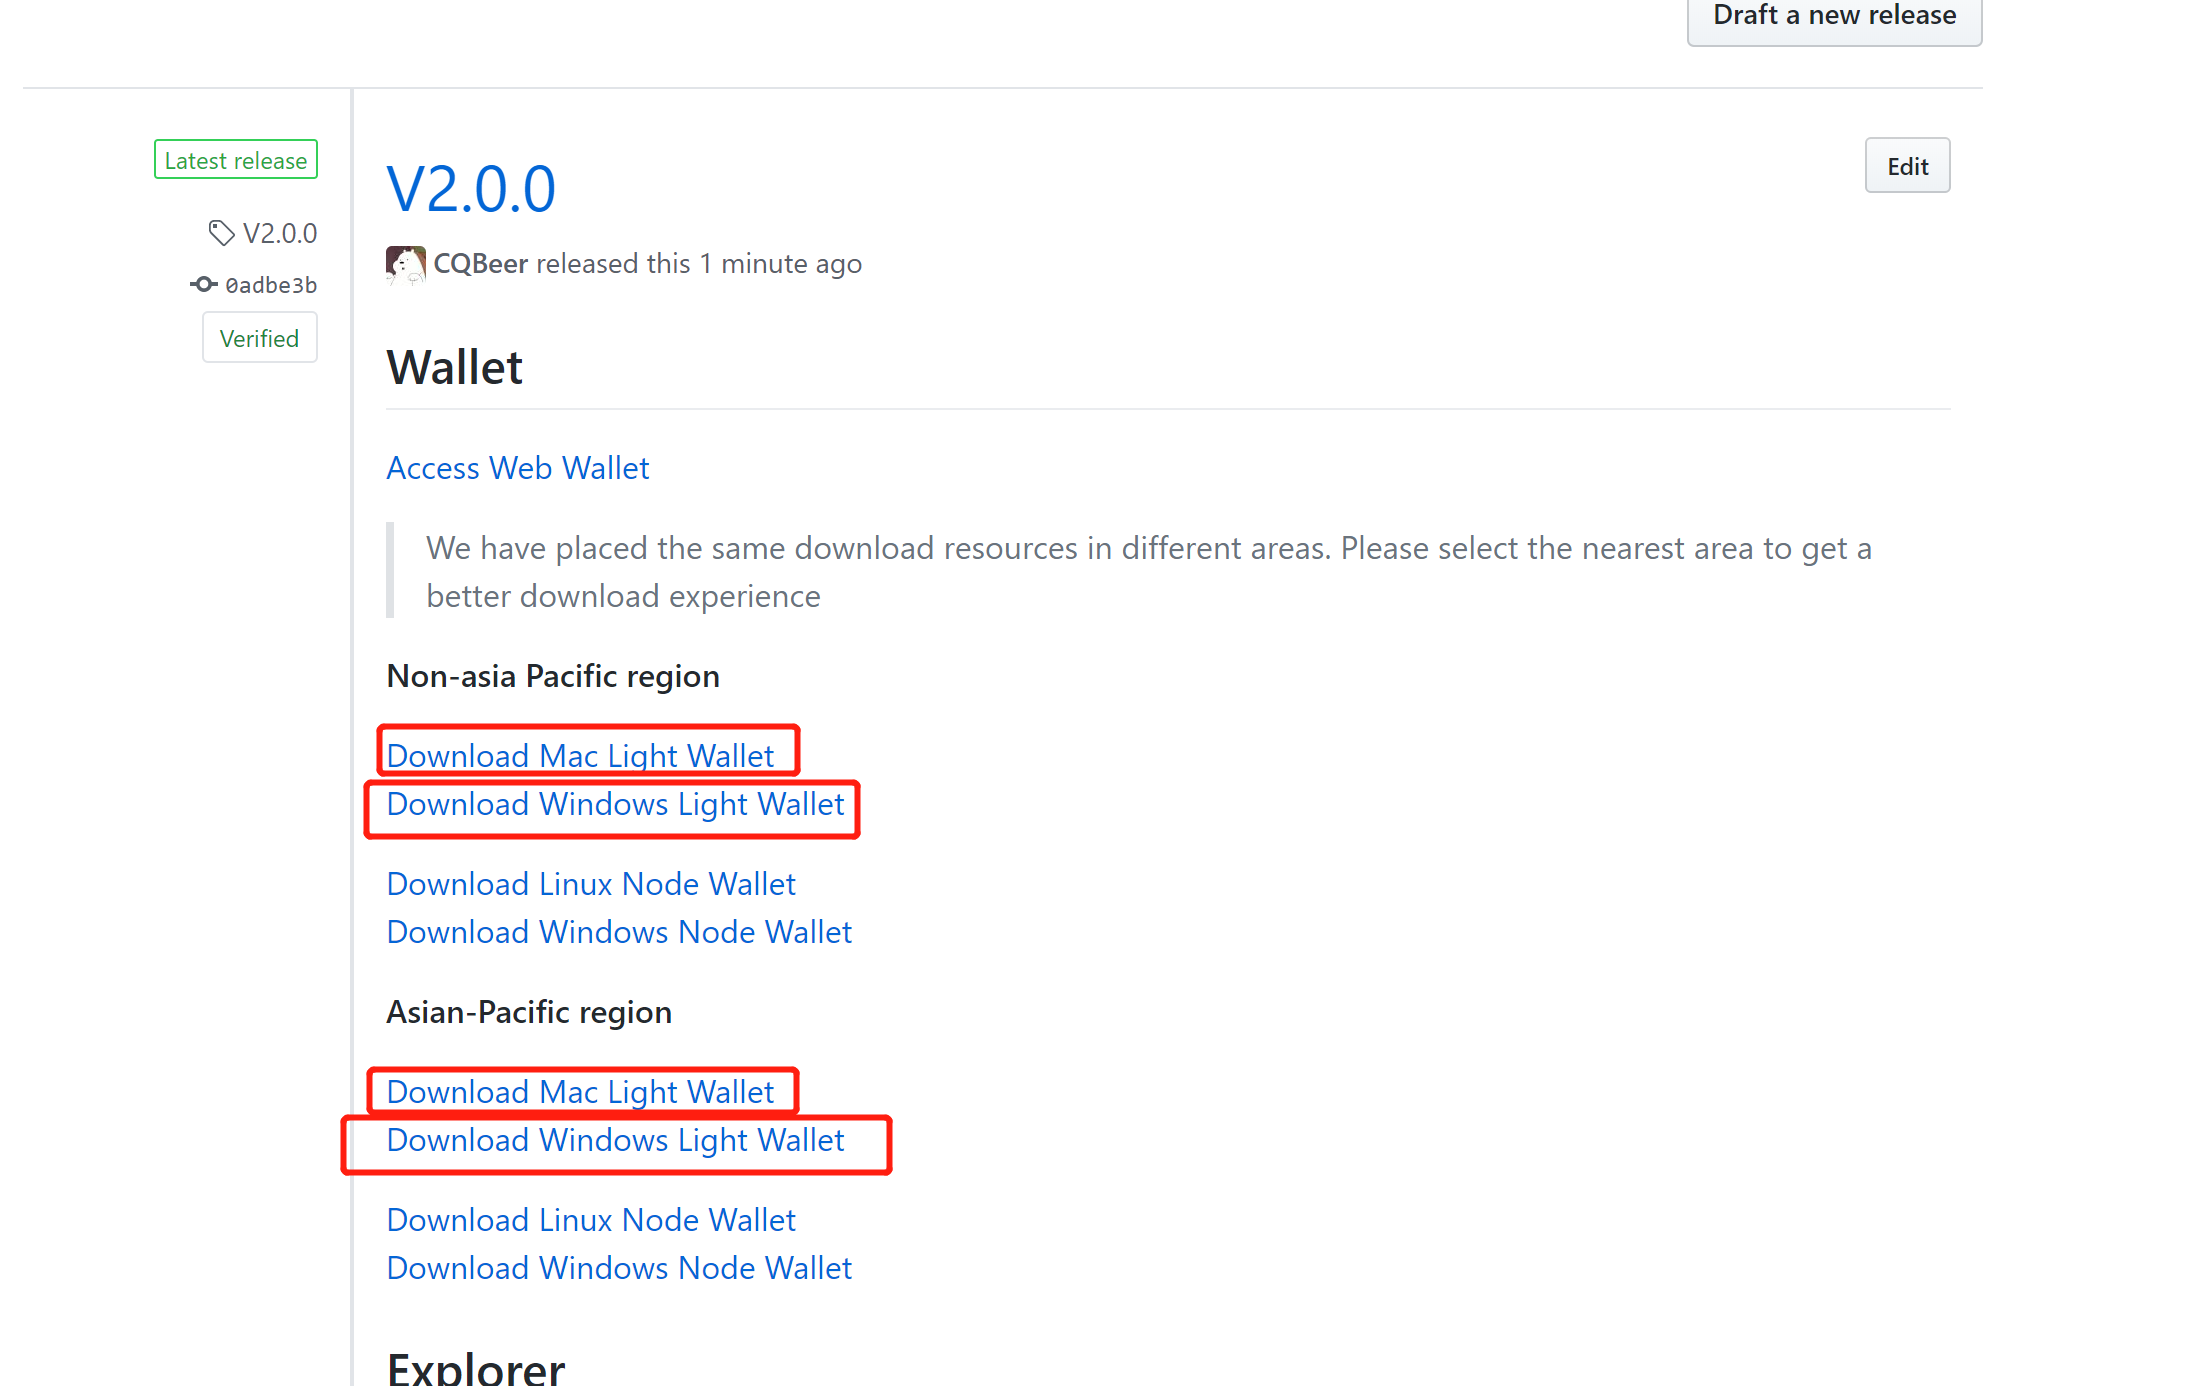 Draft a new release
Latest release
V2.0.0
0adbe3b
Verified
V2.0.0
Edit
CQBeer released this 1 minute ago
Wallet
Access Web Wallet
We have placed the same download resources in different areas. Please select the nearest area to get a
better download experience
Non-asia Pacific region
Download Mac Light Wallet
Download Windows Light Wallet
Download Linux Node Wallet
Download Windows Node Wallet
Asian-Pacific region
Download Mac Light Wallet
Download Windows Light Wallet
Download Linux Node Wallet
Download Windows Node Wallet
Explorer